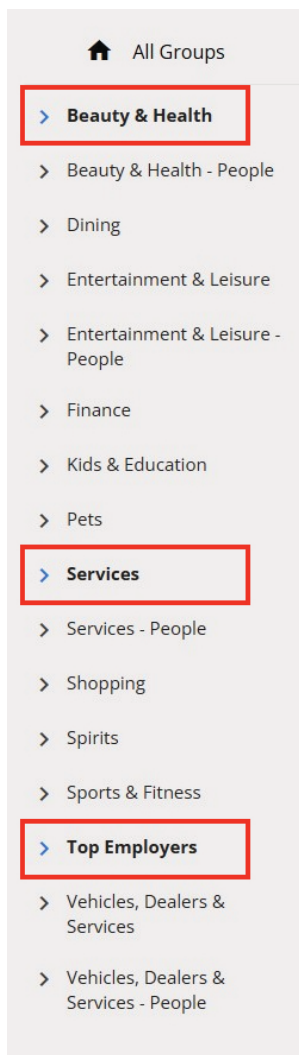 All Groups
Beauty & Health
Beauty & Health - People
Dining
Entertainment & Leisure
Entertainment & Leisure -
People
Finance
Kids & Education
Pets
Services
Services - People
Shopping
Spirits
Sports & Fitness
Top Employers
Vehicles, Dealers &
Services
Vehicles, Dealers &
Services - People